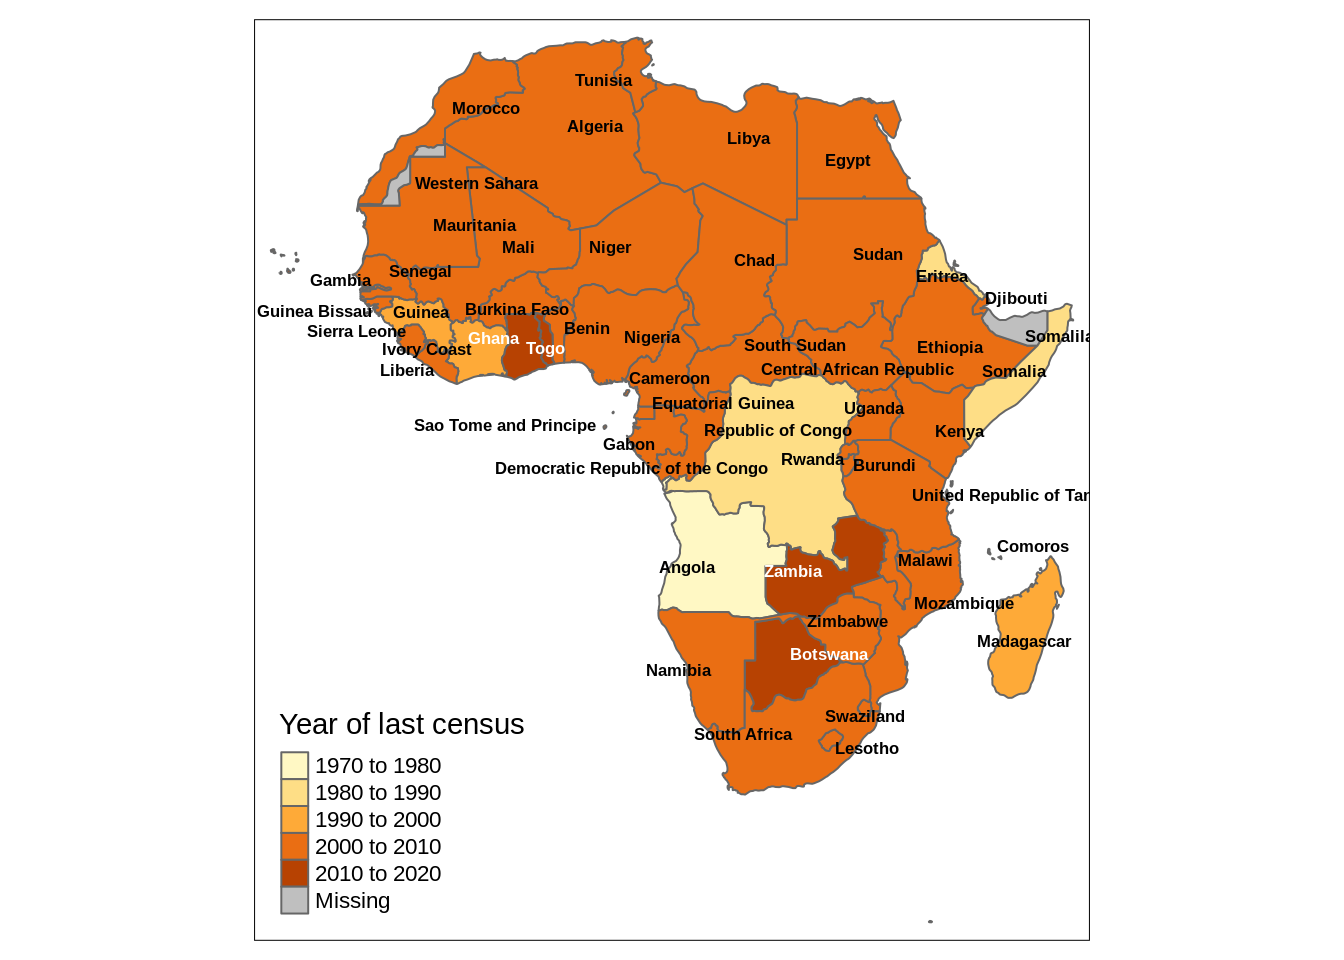 Tunisia
Morocco
Algeria
Libya
Egypt
Western Sahara
Mauritania
Mali
Niger
Chad
Sudan
Senegal
Gambia
Eritrea
Djibouti
Guinea Bissau
Guinea
Burkina Faso
Sierra Leone
Ghana
Benin
Nigeria
Somalila
Ivory Coast
Togo
South Sudan
Ethiopia
Liberia
Central African Republic
Somalia
Cameroon
Equatorial Guinea
Uganda
Sao Tome and Principe
Republic of Congo
Kenya
Gabon
Rwanda
Burundi
Democratic Republic of the Congo
United Republic of Tan
Comoros
Angola
Zambia
Malawi
Mozambique
Zimbabwe
Madagascar
Botswana
Namibia
Swaziland
South Africa
Lesotho
Year of last census
1970 to 1980
1980 to 1990
1990 to 2000
2000 to 2010
2010 to 2020
Missing